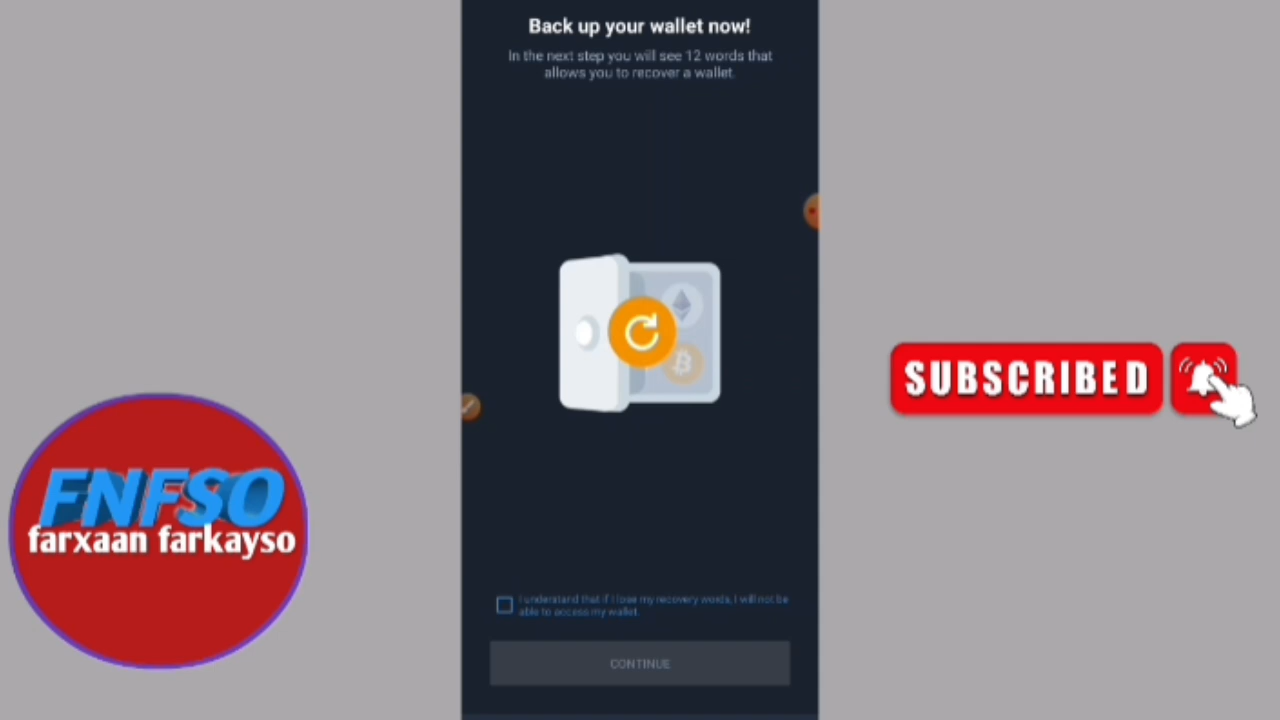 Back up your wallet now!
In the next step you will see 12 words that
allows you to recover a wallet.
FNFSO
farxaan farkayso
SUBSCRIBED
I understand that if I lose my recovery words, I will not be
able to access my wallet.
CONTINUE